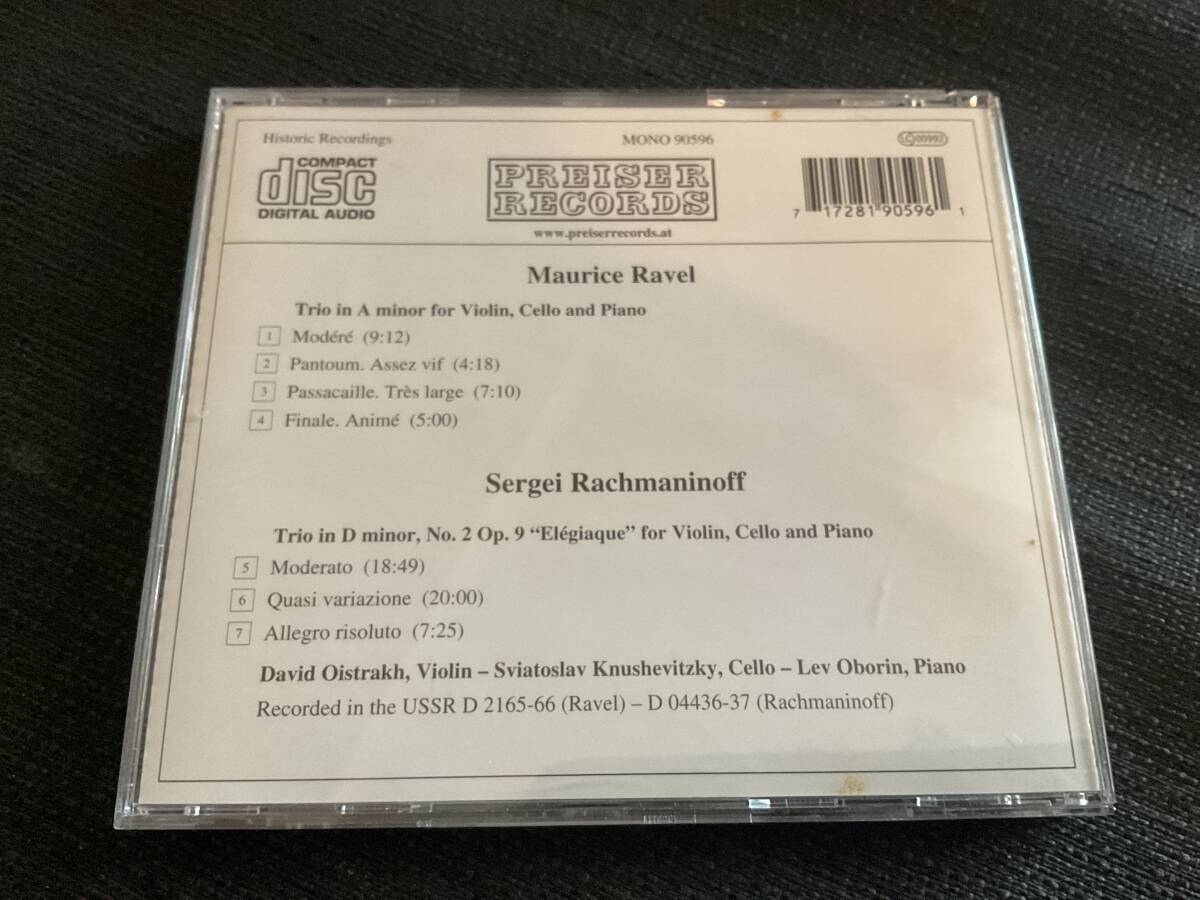 Historic Recordings
MONO 90596
LC 00992
COMPACT
disc
DIGITAL AUDIO
PREISER
RECORDS
www.preiserrecords.at
7 17281 90596 1
Maurice Ravel
Trio in A minor for Violin, Cello and Piano
1 Modéré (9:12)
2 Pantoum. Assez vif (4:18)
3 Passacaille. Très large (7:10)
4 Finale. Animé (5:00)
Sergei Rachmaninoff
Trio in D minor, No. 2 Op. 9 “Elégiaque” for Violin, Cello and Piano
5 Moderato (18:49)
6 Quasi variazione (20:00)
7 Allegro risoluto (7:25)
David Oistrakh, Violin – Sviatoslav Knushevitzky, Cello – Lev Oborin, Piano
Recorded in the USSR D 2165-66 (Ravel) – D 04436-37 (Rachmaninoff)